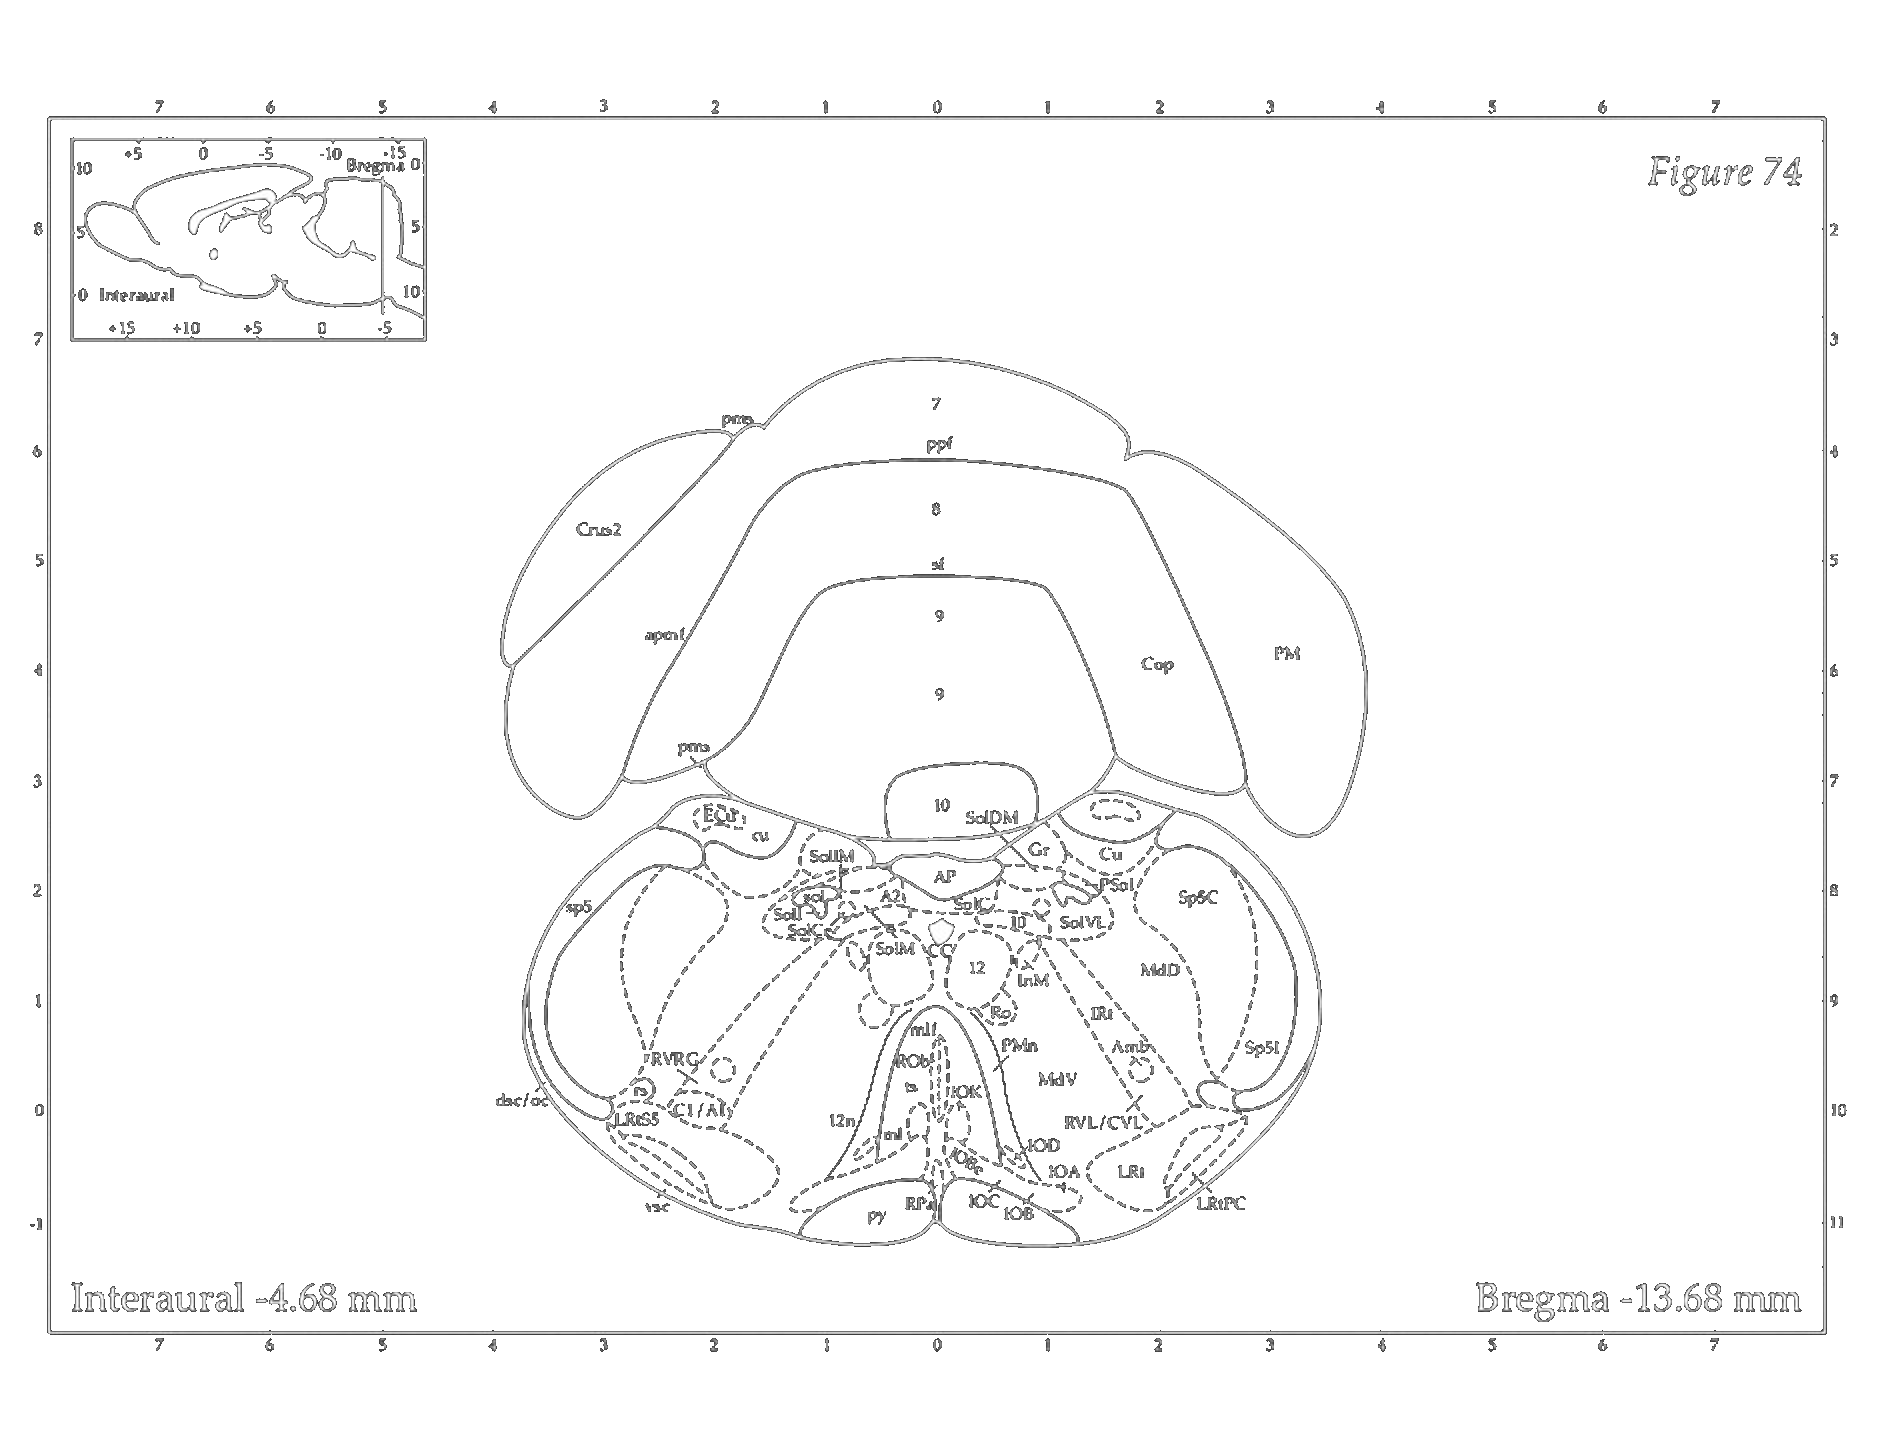 7 6 5 4 3 2 1 0 1 2 3 4 5 6 7
+5 0 -5 -10 -15
10 Bregma 0
Figure 74
5 5
8 2
0 Interaural 10
+15 +10 +5 0 -5
7 3
7
pms
6 ppf 4
8
Crus2
5 sf 5
9
apmf
PM
Cop
4 6
9
pms
3 7
10
ECu SolDM
cu
Gr Cu
SolIM
AP PSol
2 8
sol A2 Sp5C
sp5 SolC
SolI 10 SolVL
SolC
SolM CC
12 MdD
InM
1 9
Ro IRt
mlf
PMn Amb Sp5I
RVRG ROb
MdV
ts
rs IOK
dsc/oc
0 C1/A1 10
LRtS5 12n RVL/CVL
ml
IOD
IOBe
IOA LRt
vsc RPa IOC LRtPC
IOB
py
-1 11
Interaural -4.68 mm Bregma -13.68 mm
7 6 5 4 3 2 1 0 1 2 3 4 5 6 7